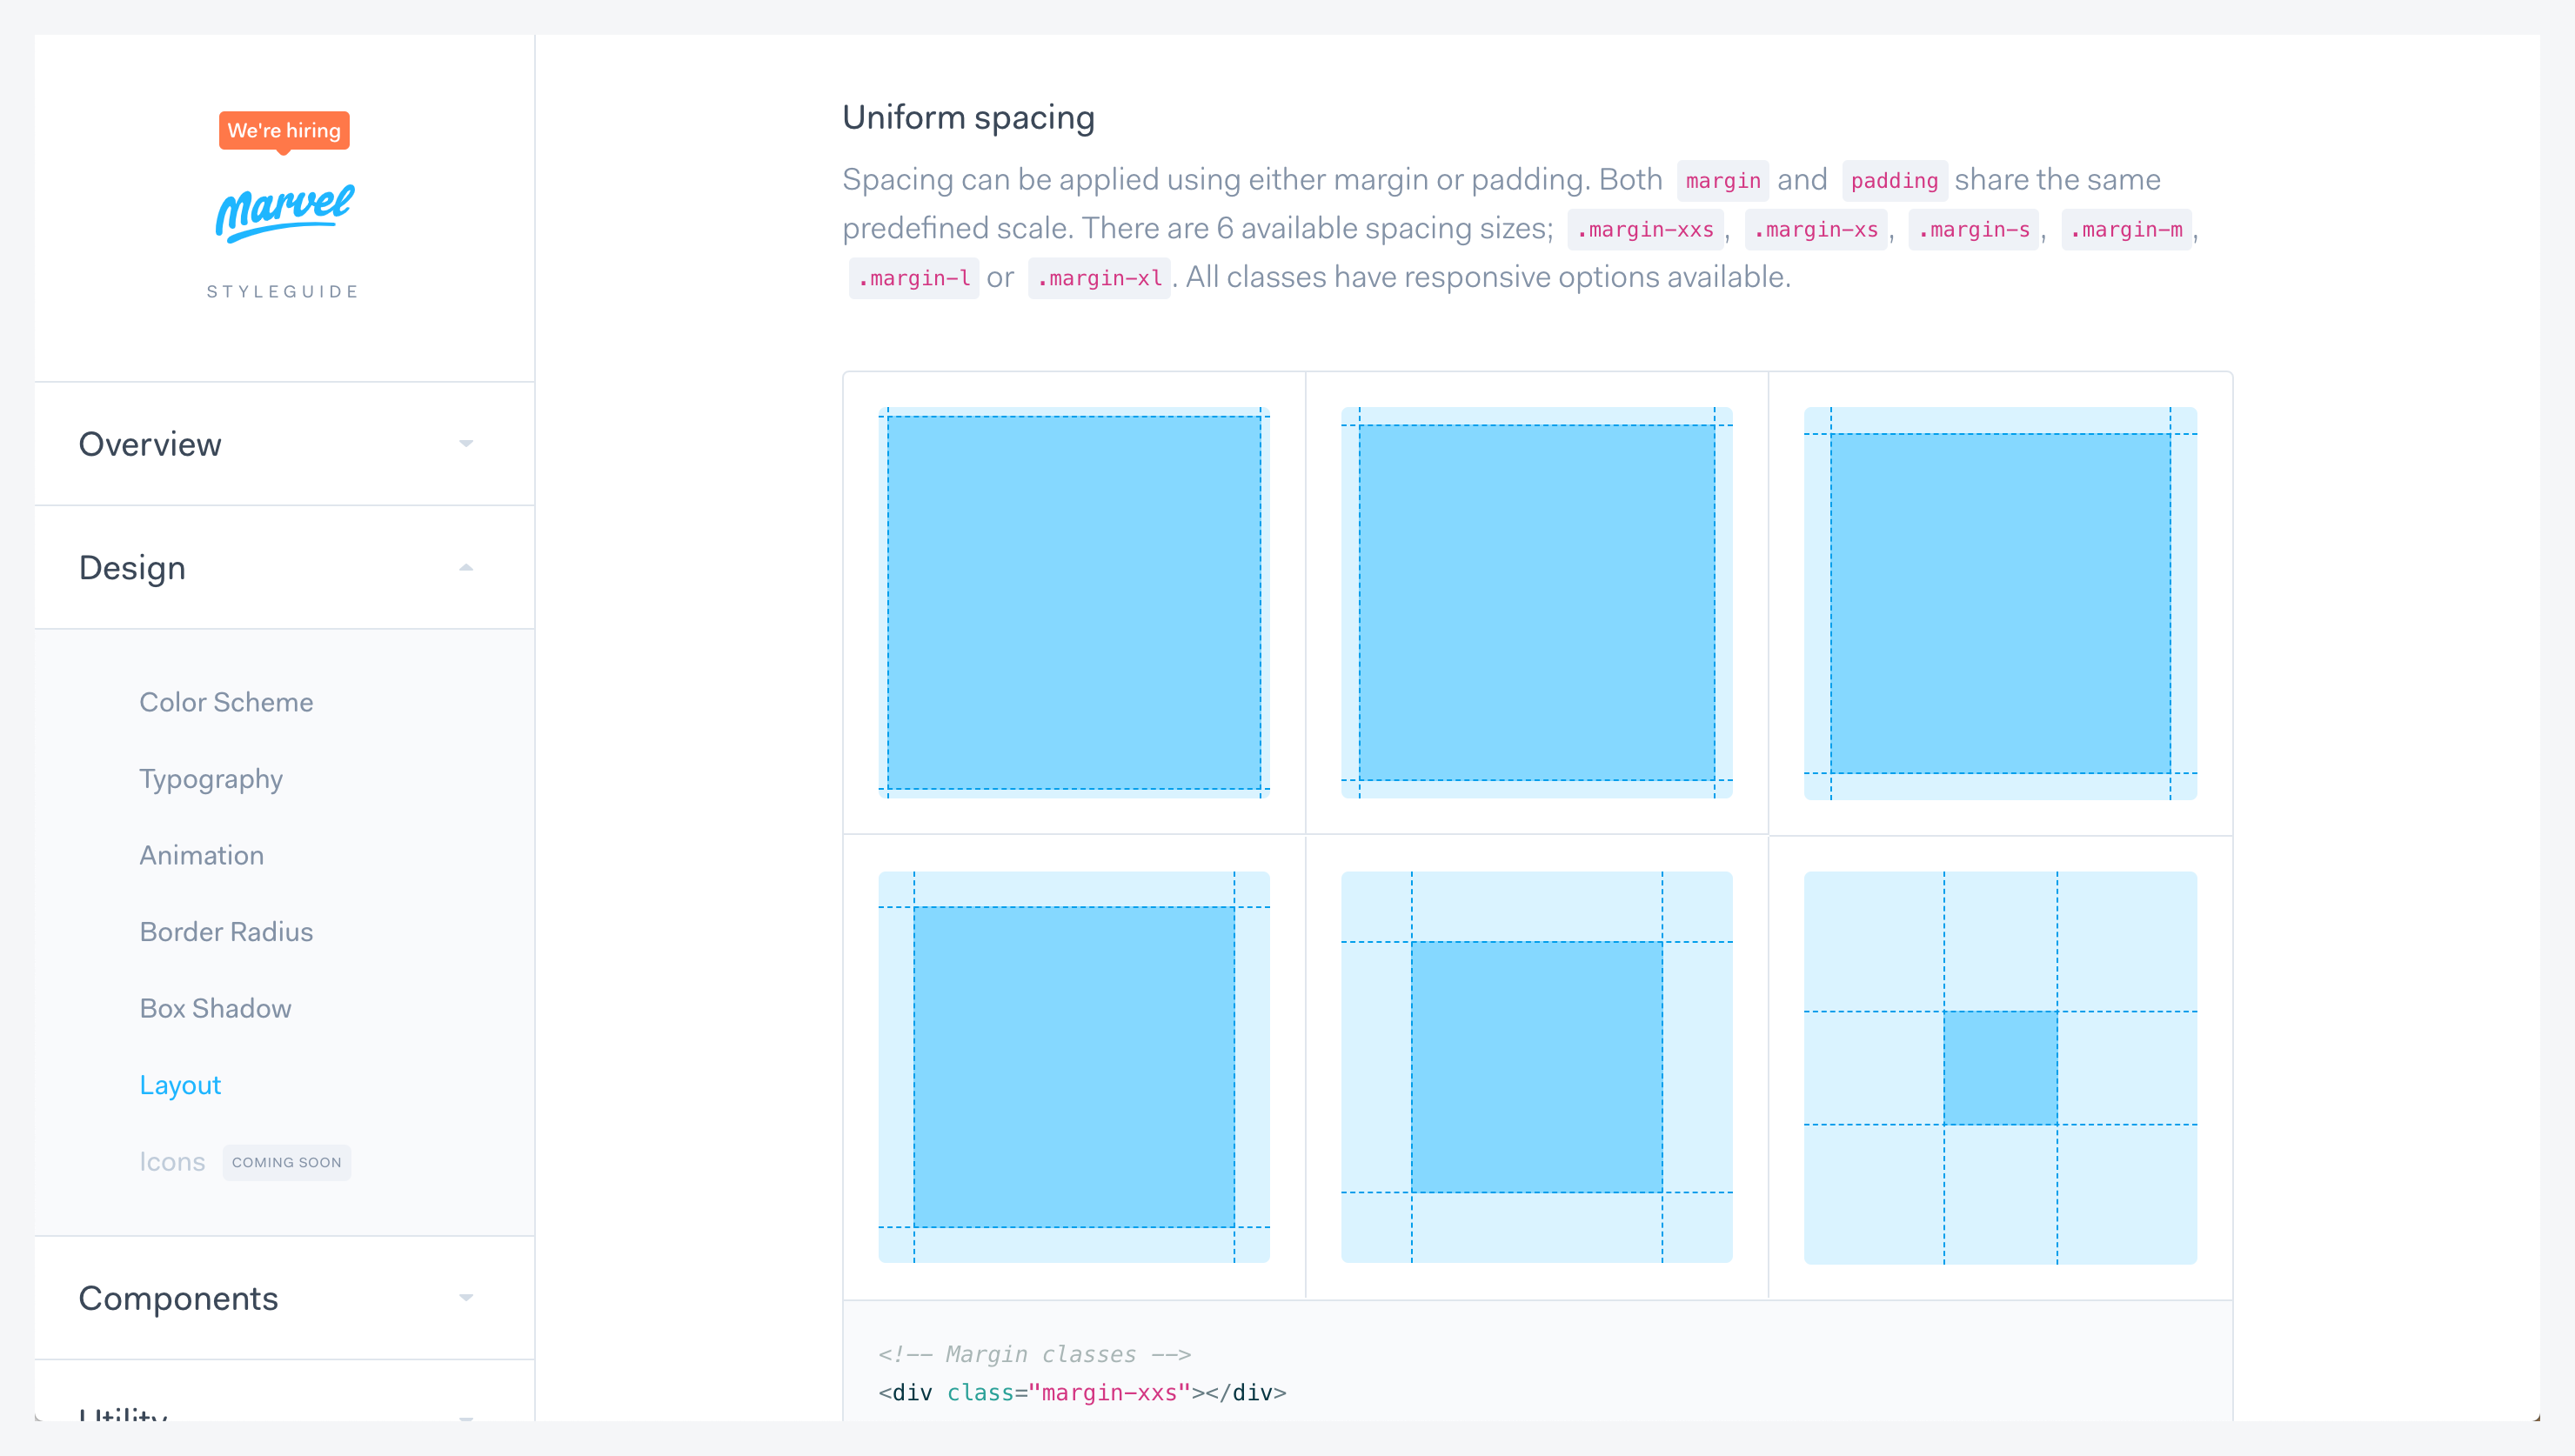 We're hiring
Marvel
STYLEGUIDE
Overview
Design
Color Scheme
Typography
Animation
Border Radius
Box Shadow
Layout
Icons COMING SOON
Components
Utility
Uniform spacing
Spacing can be applied using either margin or padding. Both margin and padding share the same
predefined scale. There are 6 available spacing sizes; .margin-xxs, .margin-xs, .margin-s, .margin-m,
.margin-l or .margin-xl. All classes have responsive options available.
<!-- Margin classes -->
<div class="margin-xxs"></div>